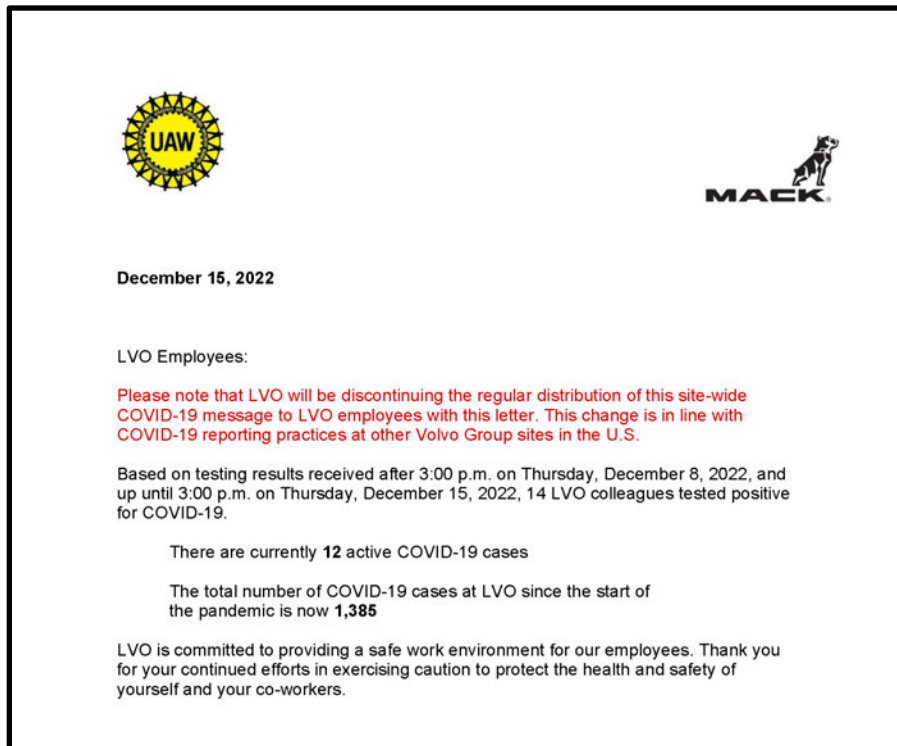 UAW
MACK®
December 15, 2022
LVO Employees:
Please note that LVO will be discontinuing the regular distribution of this site-wide
COVID-19 message to LVO employees with this letter. This change is in line with
COVID-19 reporting practices at other Volvo Group sites in the U.S.
Based on testing results received after 3:00 p.m. on Thursday, December 8, 2022, and
up until 3:00 p.m. on Thursday, December 15, 2022, 14 LVO colleagues tested positive
for COVID-19.
There are currently 12 active COVID-19 cases
The total number of COVID-19 cases at LVO since the start of
the pandemic is now 1,385
LVO is committed to providing a safe work environment for our employees. Thank you
for your continued efforts in exercising caution to protect the health and safety of
yourself and your co-workers.